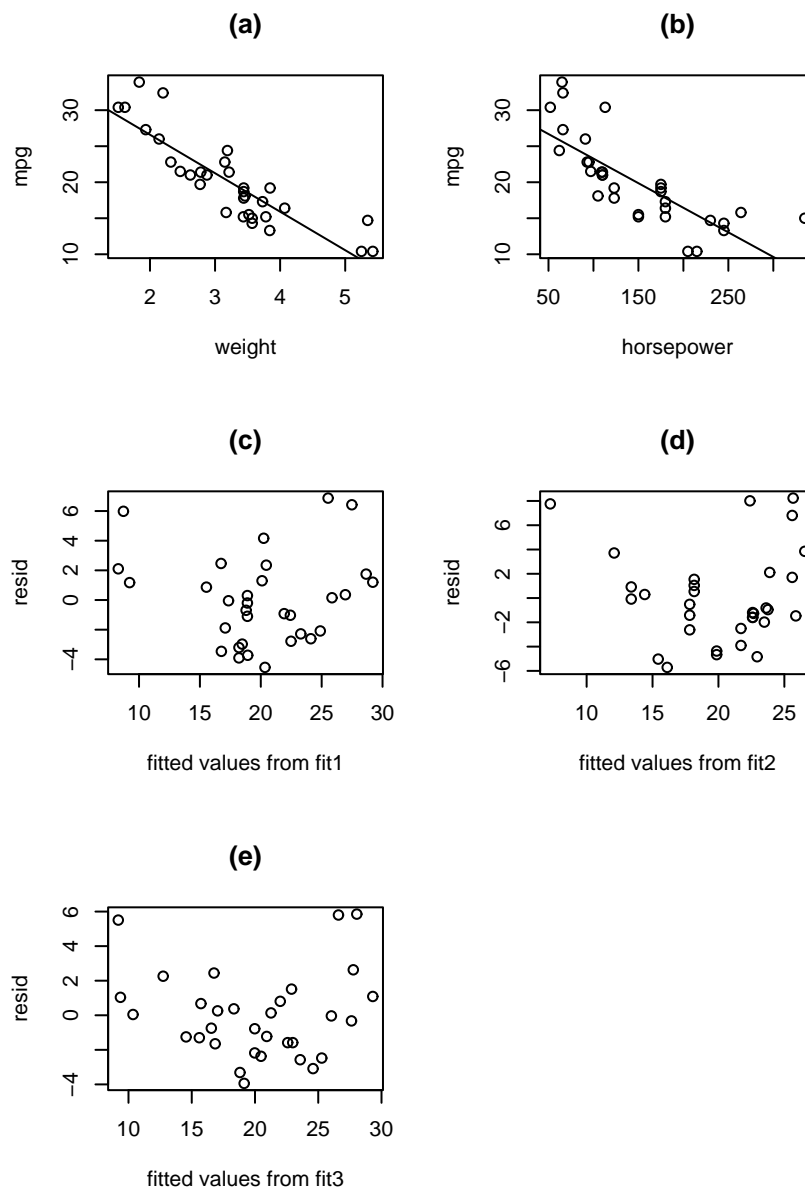 (a)
mpg
10 20 30
2 3 4 5
weight
(b)
mpg
10 20 30
50 150 250
horsepower
(c)
resid
−4 0 2 6
10 15 20 25 30
fitted values from fit1
(d)
resid
−6 −2 2 6
10 15 20 25
fitted values from fit2
(e)
resid
−4 0 2 4 6
10 15 20 25 30
fitted values from fit3